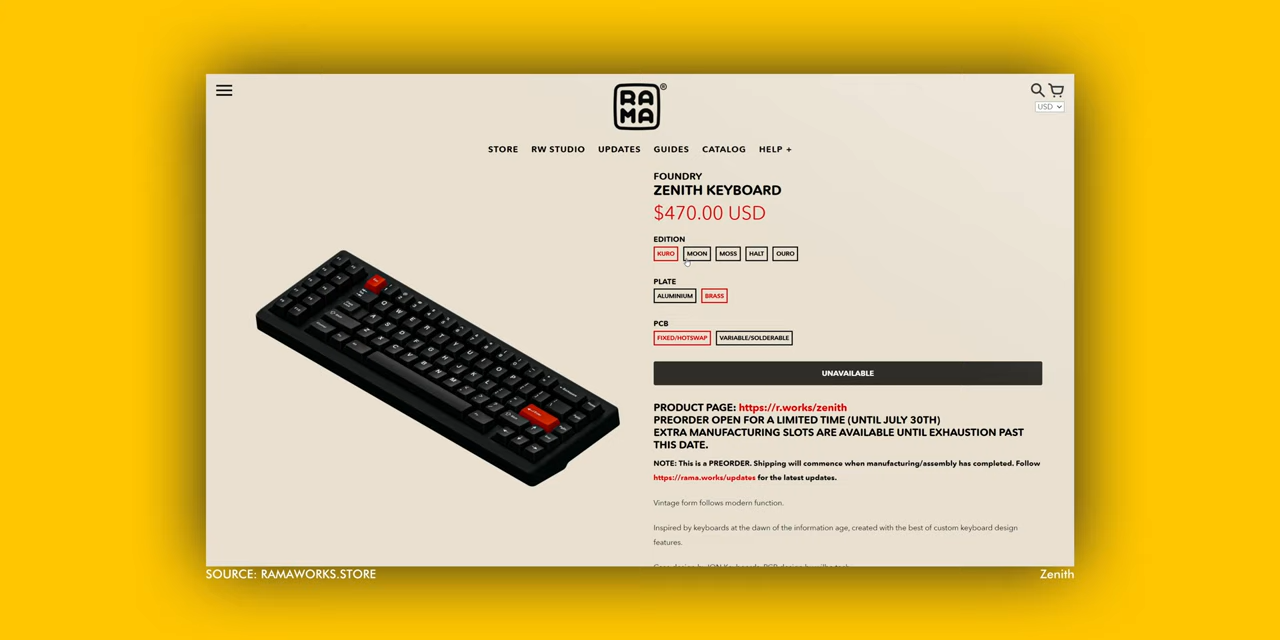 RA
MA
®
USD
STORE RW STUDIO UPDATES GUIDES CATALOG HELP +
FOUNDRY
ZENITH KEYBOARD
$470.00 USD
EDITION
KURO MOON MOSS HALT OURO
PLATE
ALUMINIUM BRASS
PCB
FIXED/HOTSWAP VARIABLE/SOLDERABLE
UNAVAILABLE
PRODUCT PAGE: https://r.works/zenith
PREORDER OPEN FOR A LIMITED TIME (UNTIL JULY 30TH)
EXTRA MANUFACTURING SLOTS ARE AVAILABLE UNTIL EXHAUSTION PAST
THIS DATE.
NOTE: This is a PREORDER. Shipping will commence when manufacturing/assembly has completed. Follow
https://rama.works/updates for the latest updates.
Vintage form follows modern function.
Inspired by keyboards at the dawn of the information age, created with the best of custom keyboard design
features.
SOURCE: RAMAWORKS.STORE
Zenith